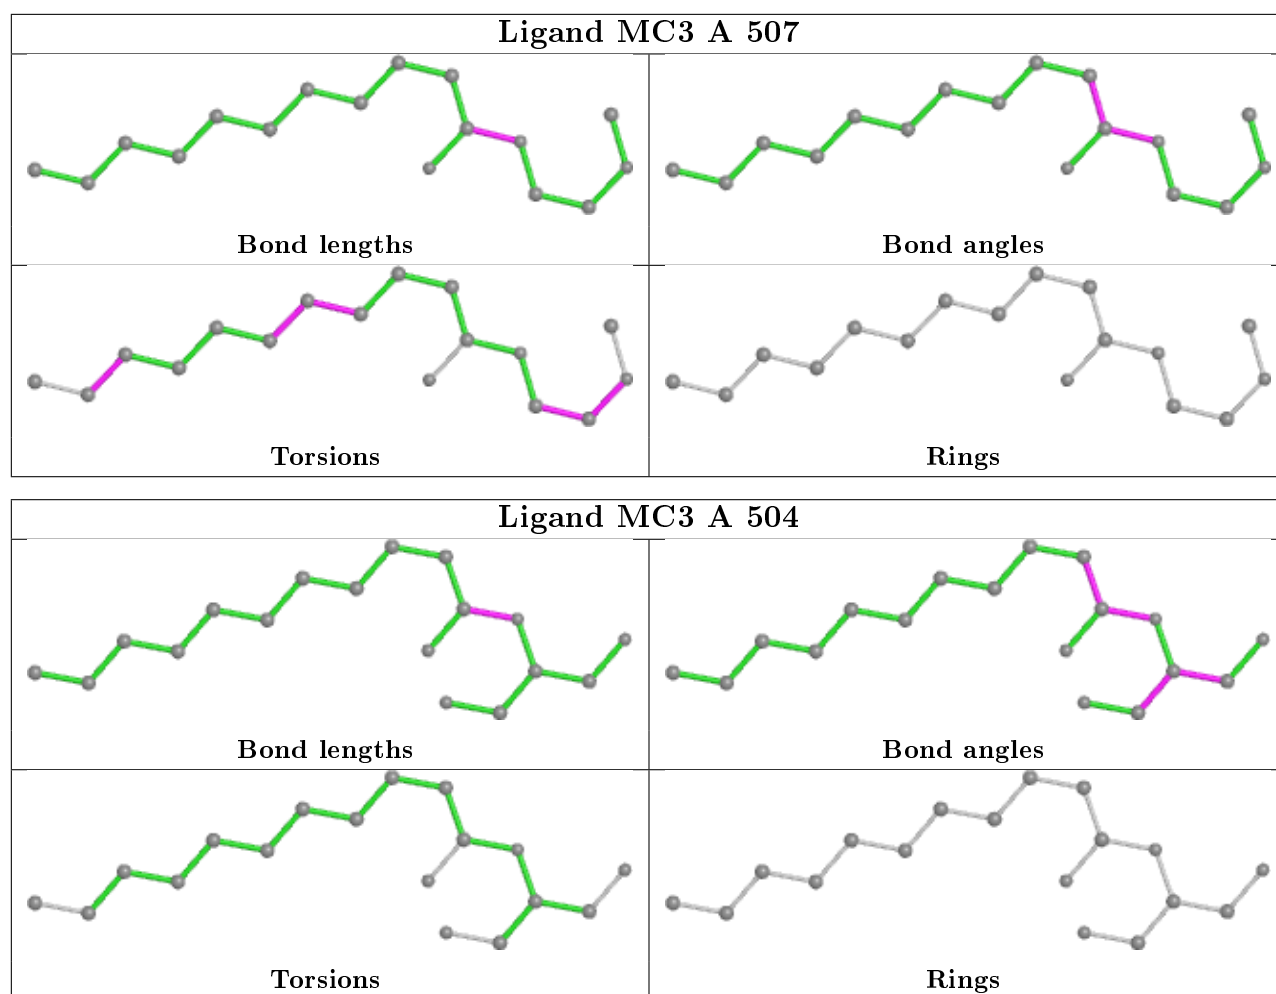 Ligand MC3 A 507
Bond lengths
Bond angles
Torsions
Rings
Ligand MC3 A 504
Bond lengths
Bond angles
Torsions
Rings